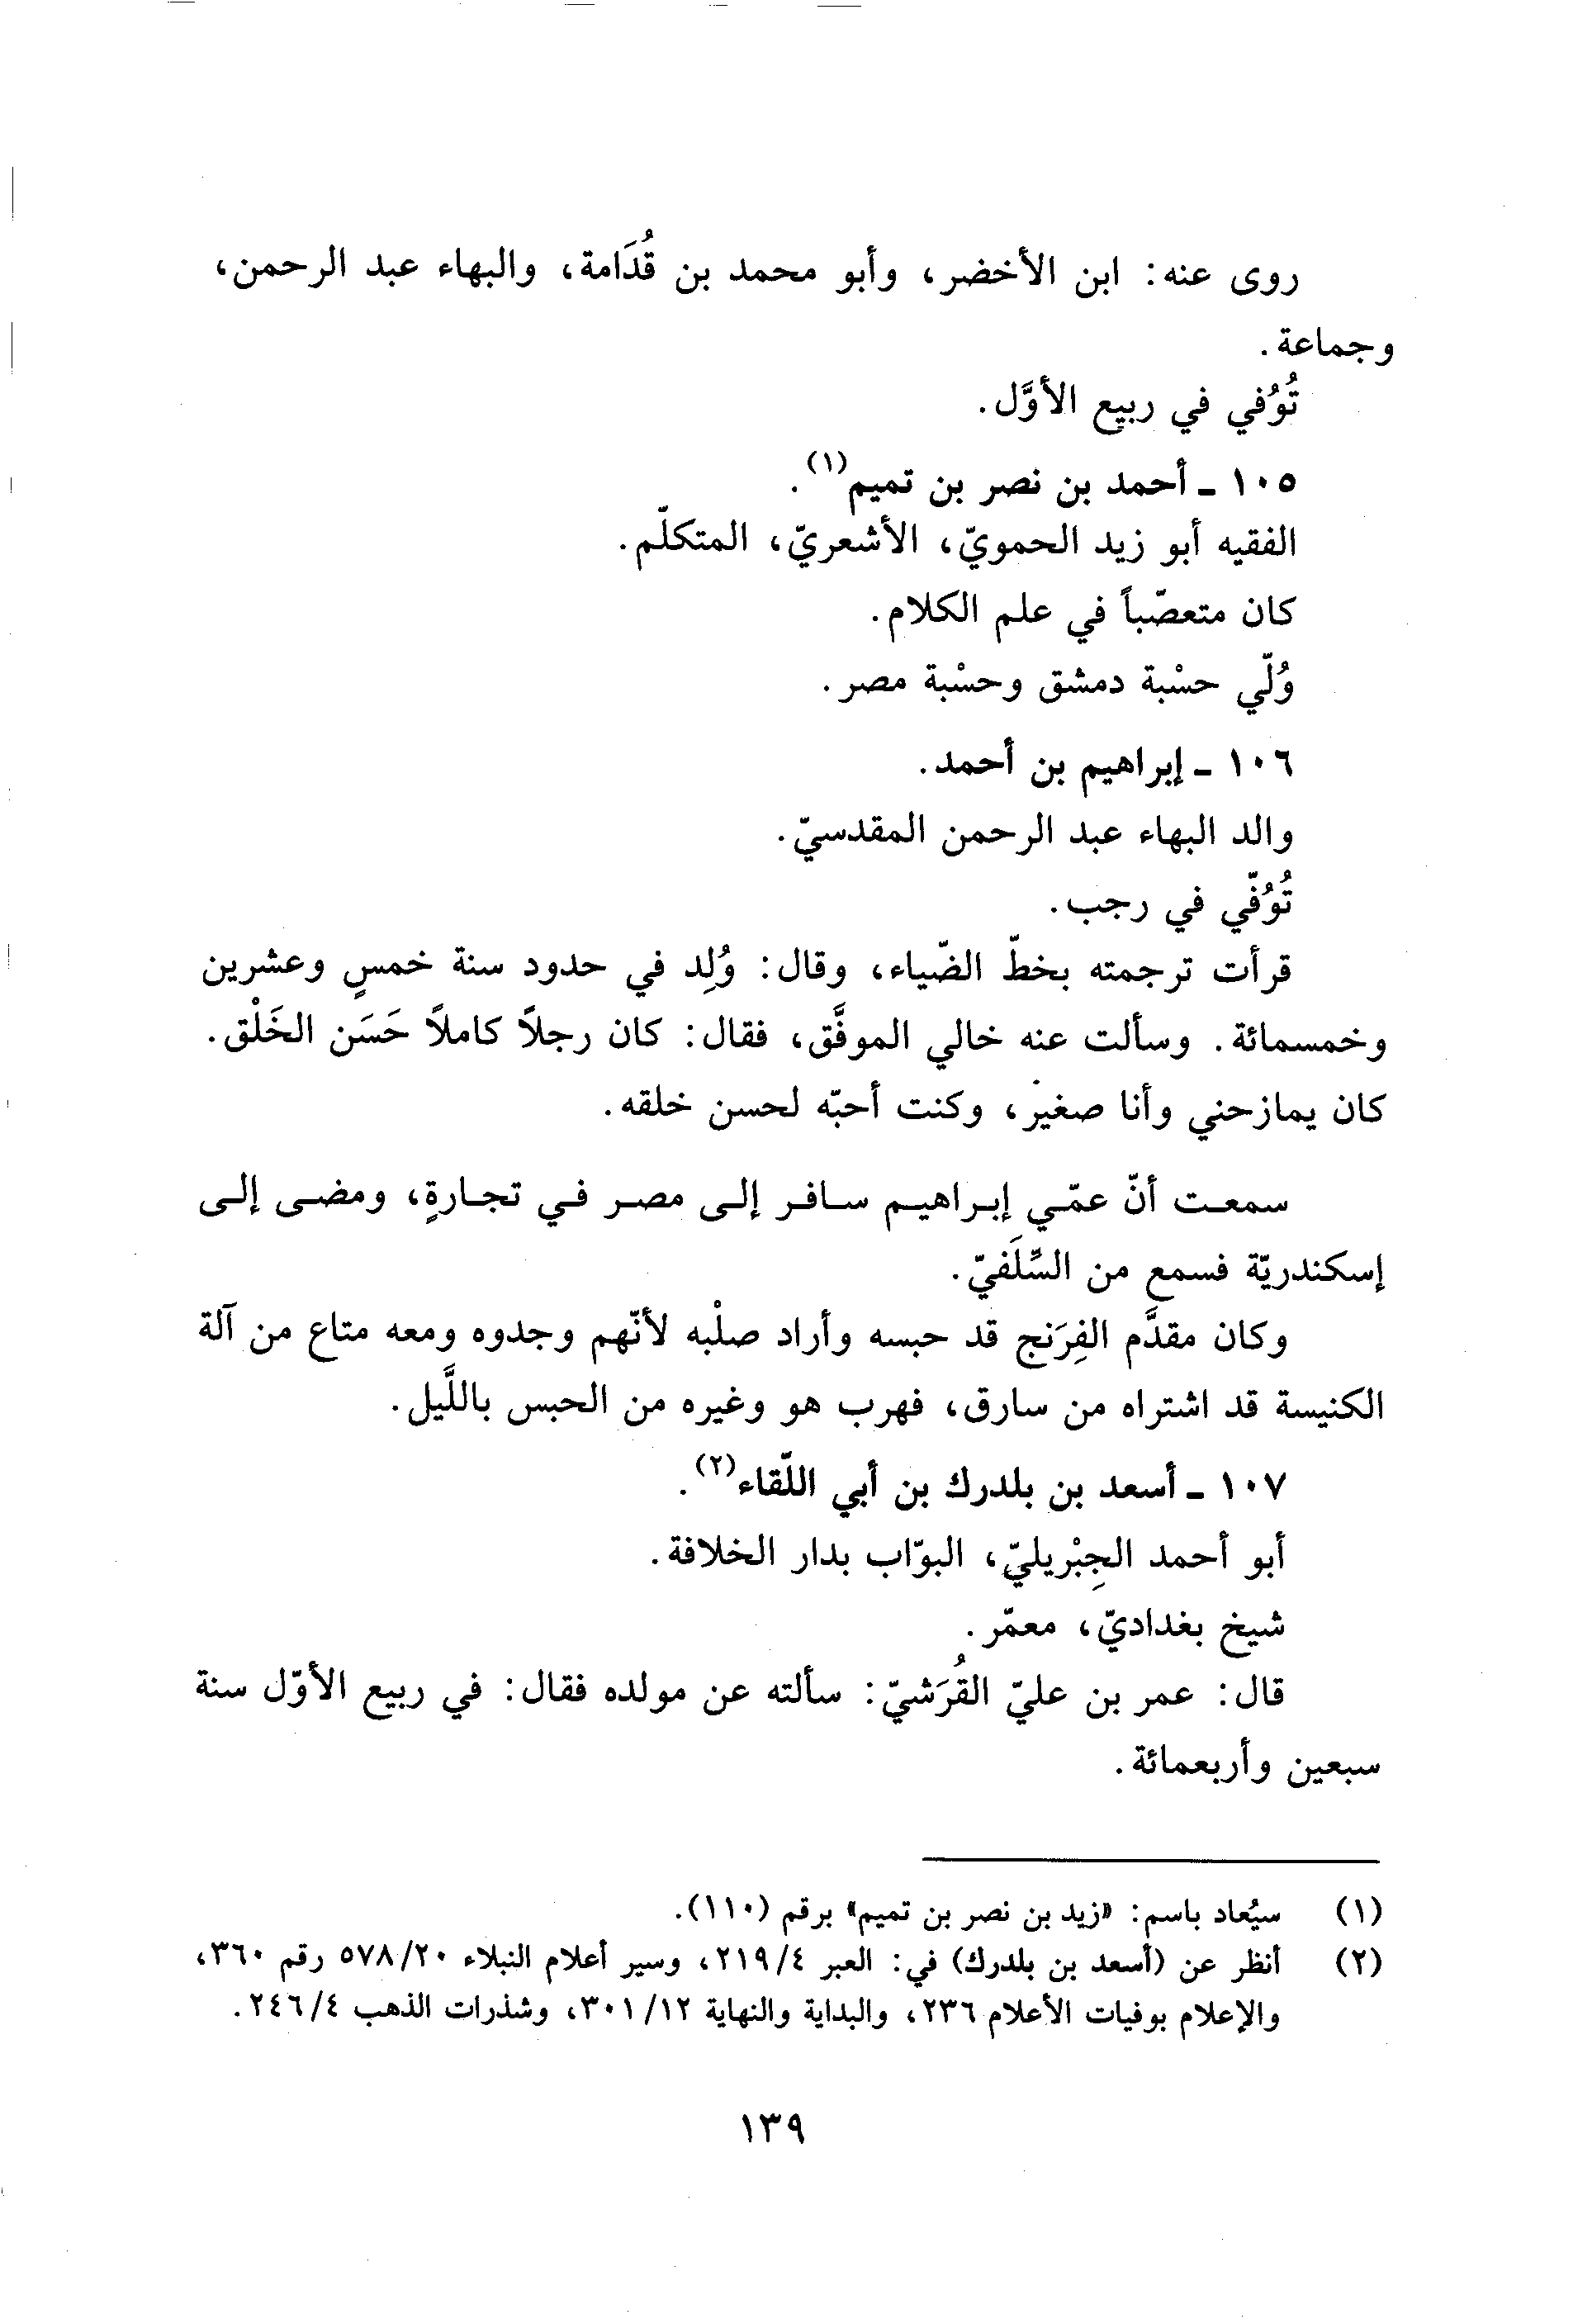 روى عنه: ابن الأخضر، وأبو محمد بن قُدَامة، والبهاء عبد الرحمن،
وجماعة.
تُوُفي في ربيع الأوَّل.
١٠٥ - أحمد بن نصر بن تميم(١).
الفقيه أبو زيد الحمويّ، الأشعريّ، المتكلّم.
كان متعصّباً في علم الكلام.
وُلّي حسْبة دمشق وحسْبة مصر.
١٠٦ - إبراهيم بن أحمد.
والد البهاء عبد الرحمن المقدسيّ.
تُوُفّي في رجب.
قرأت ترجمته بخطّ الضّياء، وقال: وُلِد في حدود سنة خمسٍ وعشرين
وخمسمائة. وسألت عنه خالي الموفَّق، فقال: كان رجلاً كاملاً حَسَن الخَلْق.
كان يمازحني وأنا صغير، وكنت أحبّه لحسن خلقه.
سمعت أنّ عمّي إبراهيم سافر إلى مصر في تجارةٍ، ومضى إلى
إسكندريّة فسمع من السِّلَفيّ.
وكان مقدَّم الفِرَنج قد حبسه وأراد صلْبه لأنّهم وجدوه ومعه متاع من آلة
الكنيسة قد اشتراه من سارق، فهرب هو وغيره من الحبس باللَّيل.
١٠٧ - أسعد بن بلدرك بن أبي اللّقاء(٢).
أبو أحمد الجِبْريليّ، البوّاب بدار الخلافة.
شيخ بغداديّ، معمّر.
قال: عمر بن عليّ القُرَشيّ: سألته عن مولده فقال: في ربيع الأوّل سنة
سبعين وأربعمائة.
(١) سيُعاد باسم: «زيد بن نصر بن تميم» برقم (١١٠).
(٢) أنظر عن (أسعد بن بلدرك) في: العبر ٢١٩/٤، وسير أعلام النبلاء ٥٧٨/٢٠ رقم ٣٦٠،
والإعلام بوفيات الأعلام ٢٣٦، والبداية والنهاية ٣٠١/١٢، وشذرات الذهب ٢٤٦/٤.
١٣٩